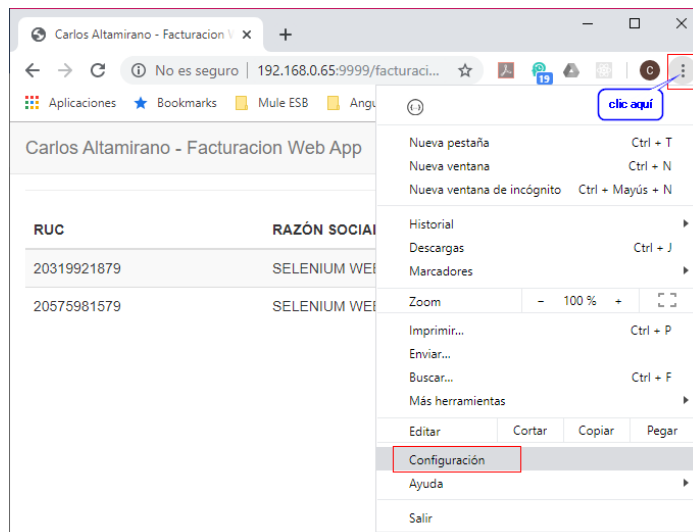 Carlos Altamirano - Facturacion
No es seguro | 192.168.0.65:9999/facturaci...
19
C
Aplicaciones Bookmarks Mule ESB Angu
clic aquí
Carlos Altamirano - Facturacion Web App
RUC RAZÓN SOCIAL
20319921879 SELENIUM WEB
20575981579 SELENIUM WEB
Nueva pestaña Ctrl + T
Nueva ventana Ctrl + N
Nueva ventana de incógnito Ctrl + Mayús + N
Historial
Descargas Ctrl + J
Marcadores
Zoom - 100 % +
Imprimir... Ctrl + P
Enviar...
Buscar... Ctrl + F
Más herramientas
Editar Cortar Copiar Pegar
Configuración
Ayuda
Salir